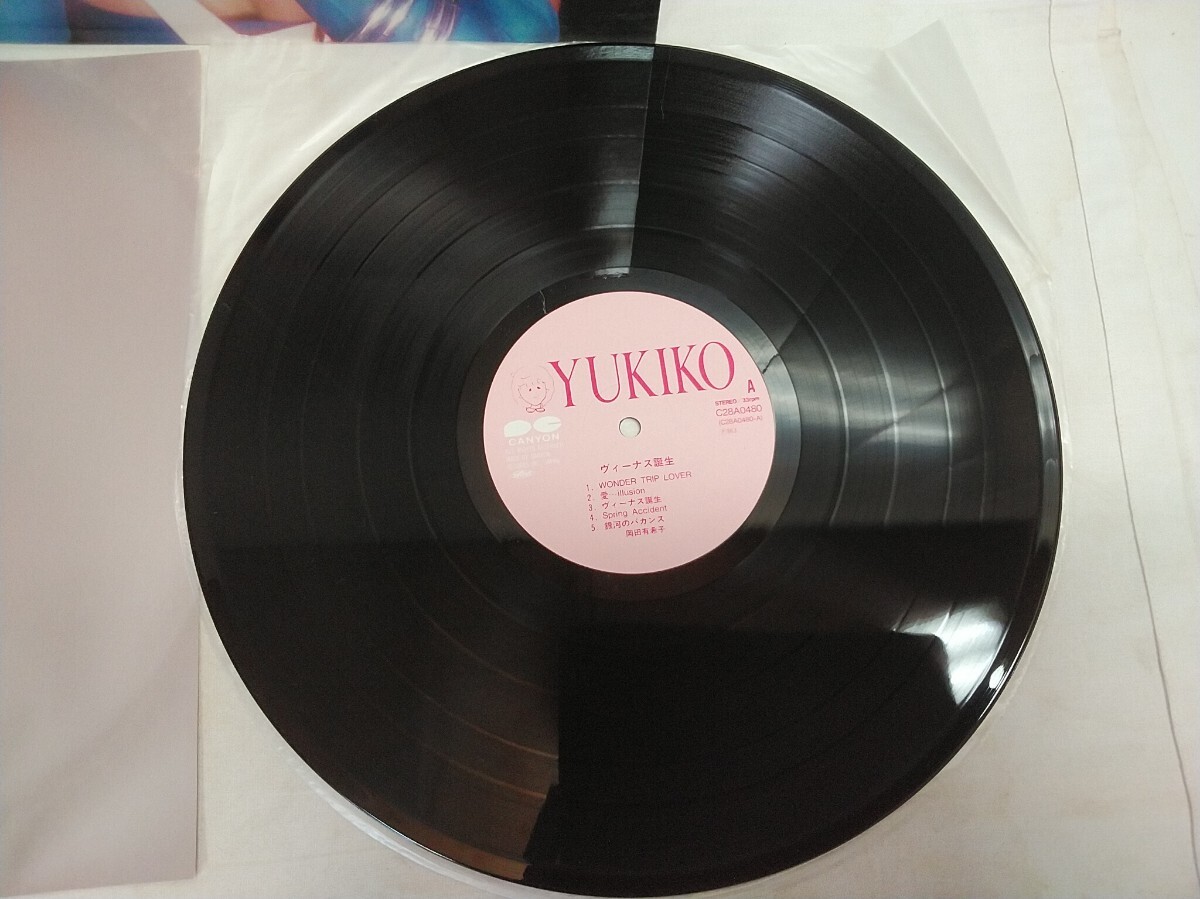 YUKIKO
A
STEREO 33rpm
C28A0480
(C28A0480-A)
CANYON
ヴィーナス誕生
1. WONDER TRIP LOVER
2. 愛…illusion
3. ヴィーナス誕生
4. Spring Accident
5. 銀河のバカンス
岡田有希子